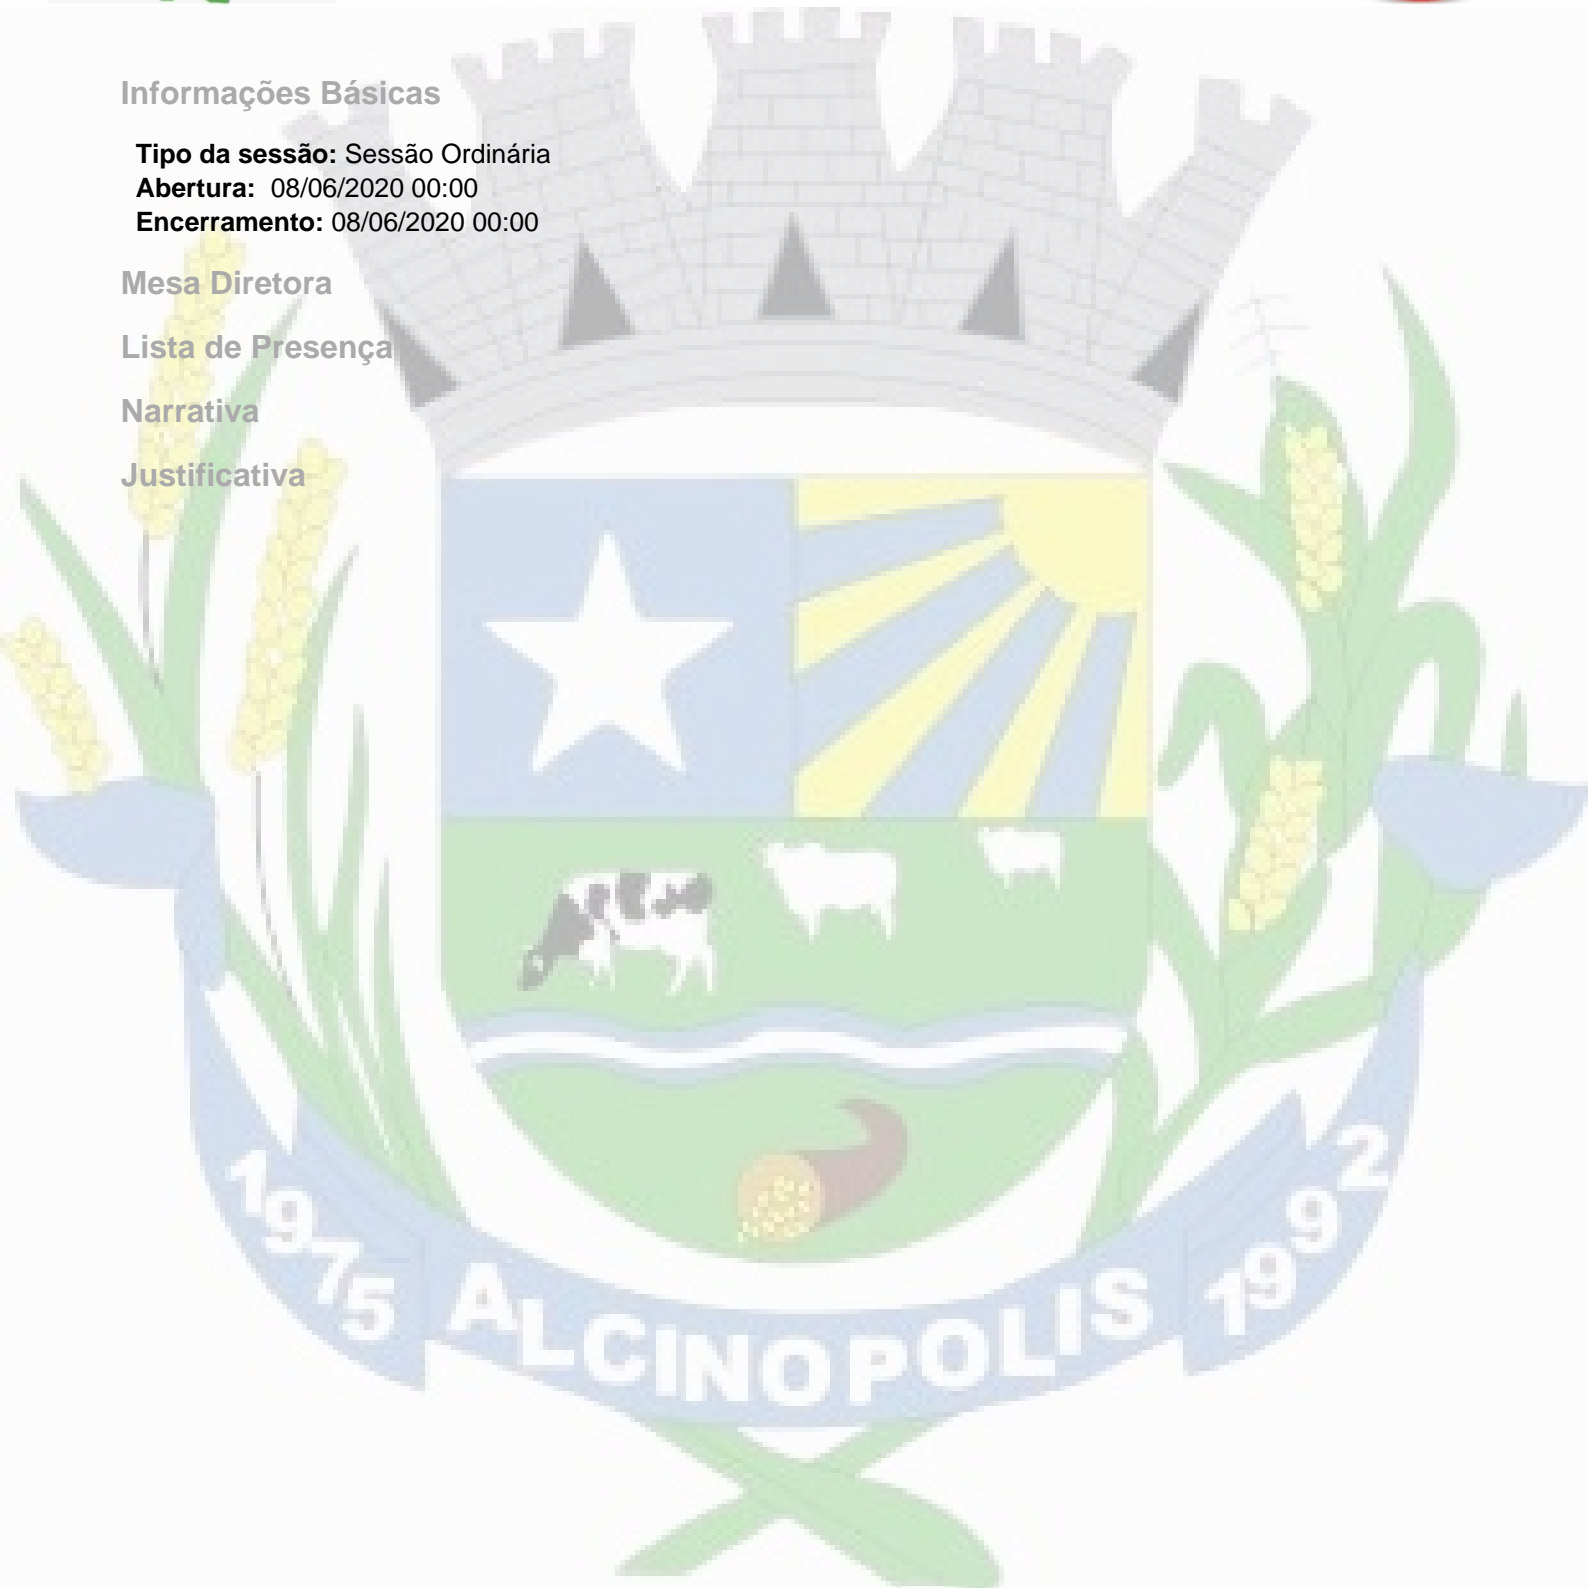 Informações Básicas
Tipo da sessão: Sessão Ordinária
Abertura: 08/06/2020 00:00
Encerramento: 08/06/2020 00:00
Mesa Diretora
Lista de Presença
Narrativa
Justificativa
1975 ALCINOPOLIS 1992